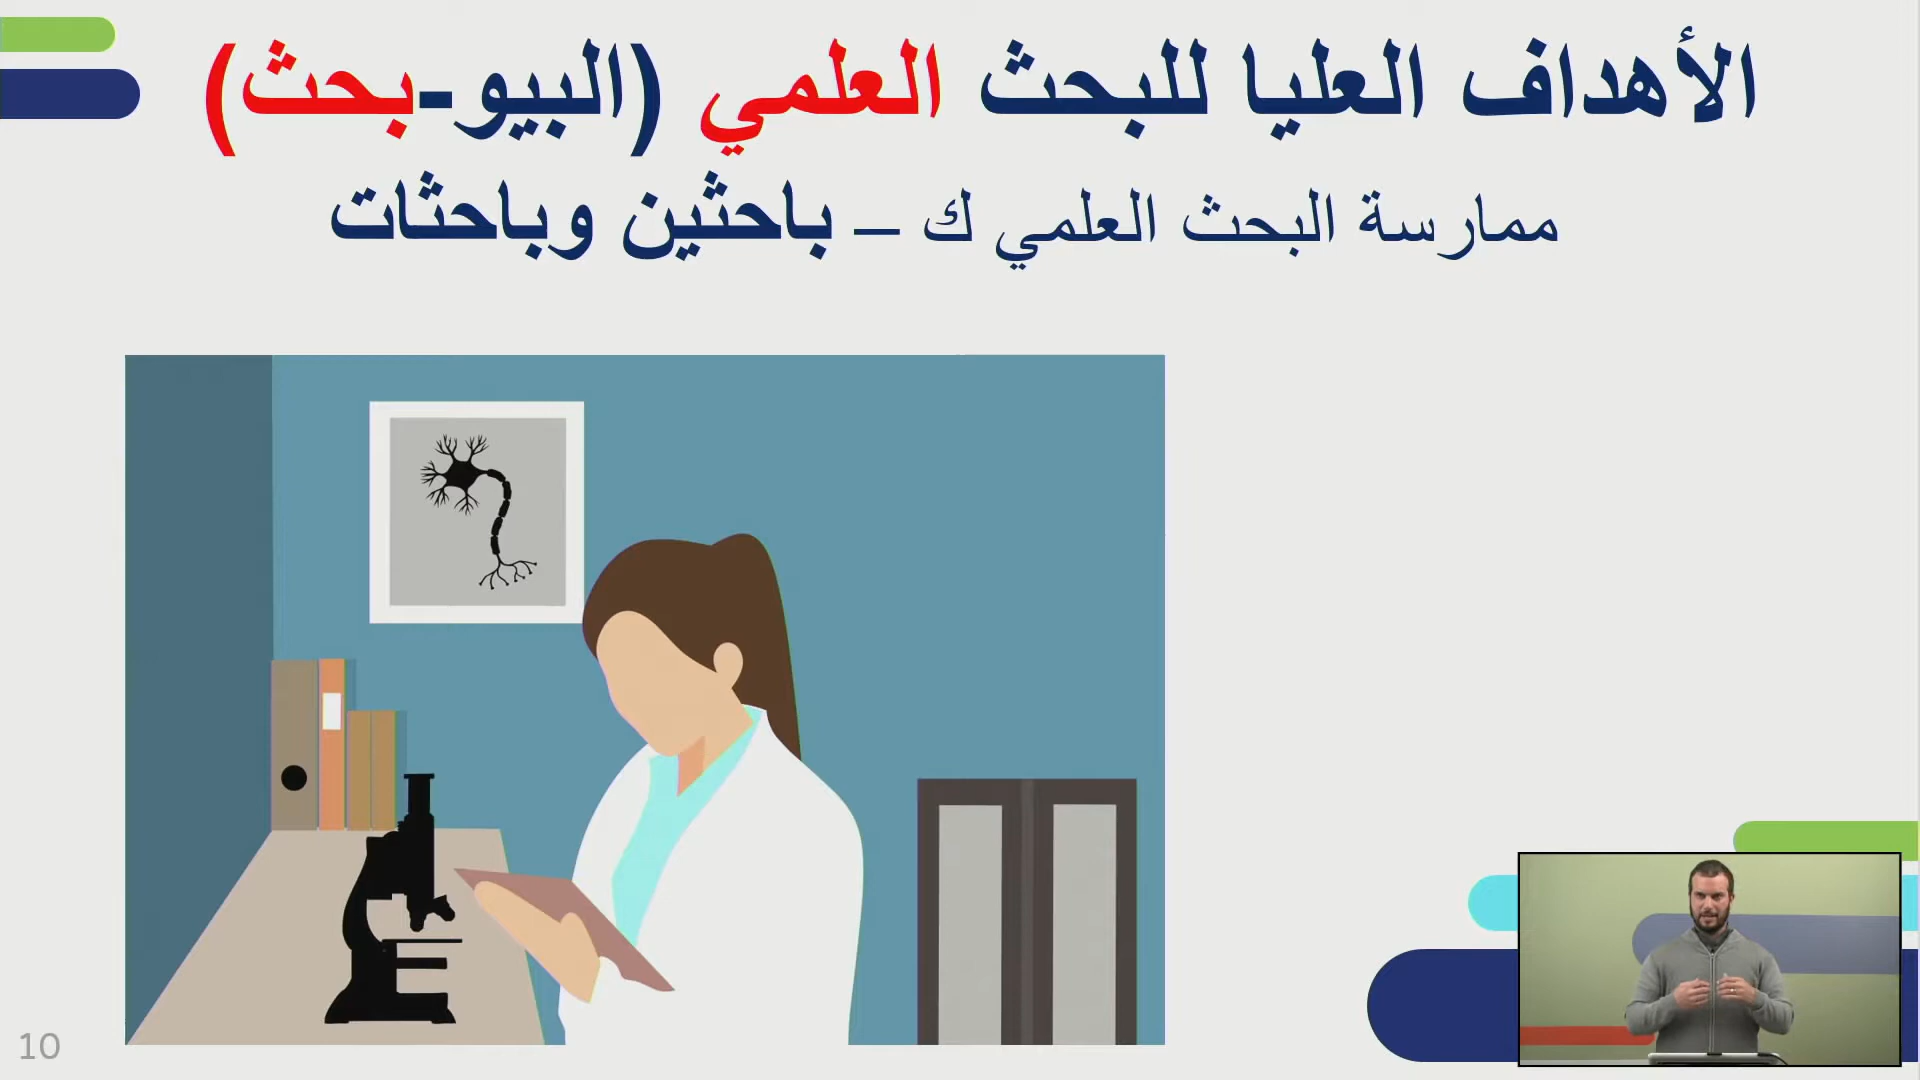 الأهداف العليا للبحث العلمي (البيو-بحث)
ممارسة البحث العلمي ك – باحثين وباحثات
10